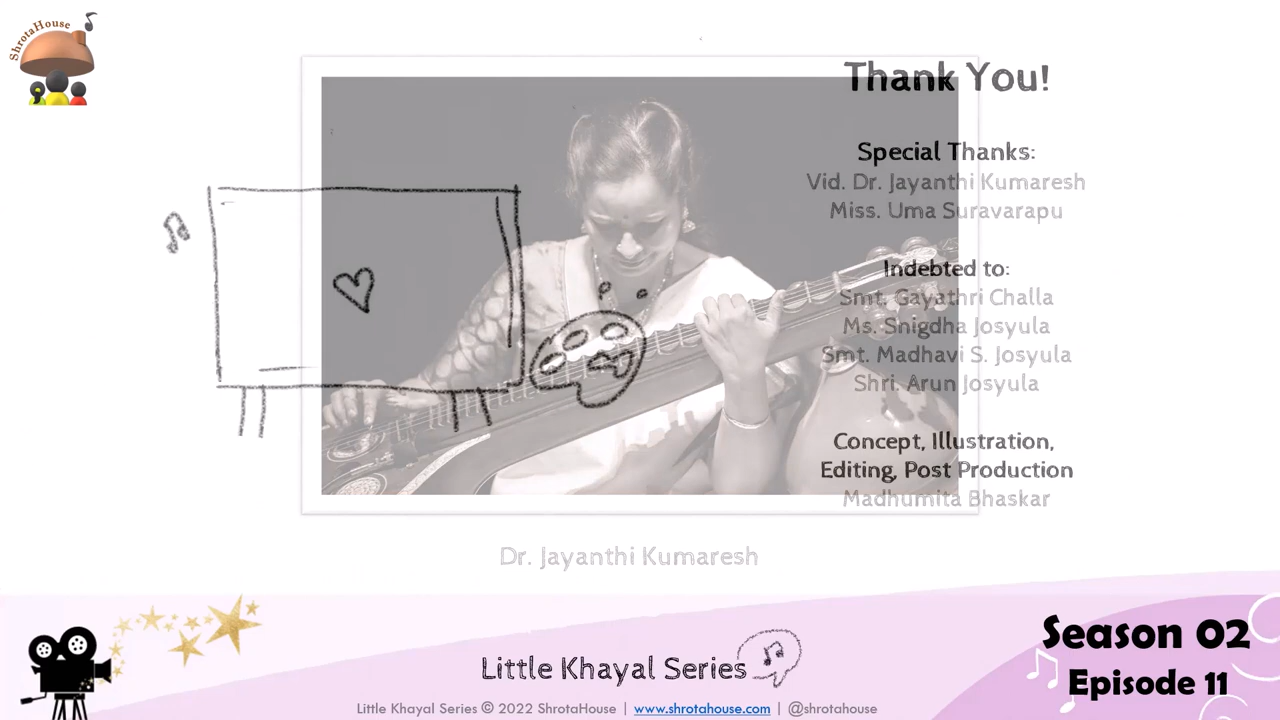 ShrotaHouse
Thank You!
Special Thanks:
Vid. Dr. Jayanthi Kumaresh
Miss. Uma Suravarapu
Indebted to:
Smt. Gayathri Challa
Ms. Snigdha Josyula
Smt. Madhavi S. Josyula
Shri. Arun Josyula
Concept, Illustration,
Editing, Post Production
Madhumita Bhaskar
Dr. Jayanthi Kumaresh
Season 02
Episode 11
Little Khayal Series
Little Khayal Series © 2022 ShrotaHouse | www.shrotahouse.com | @shrotahouse